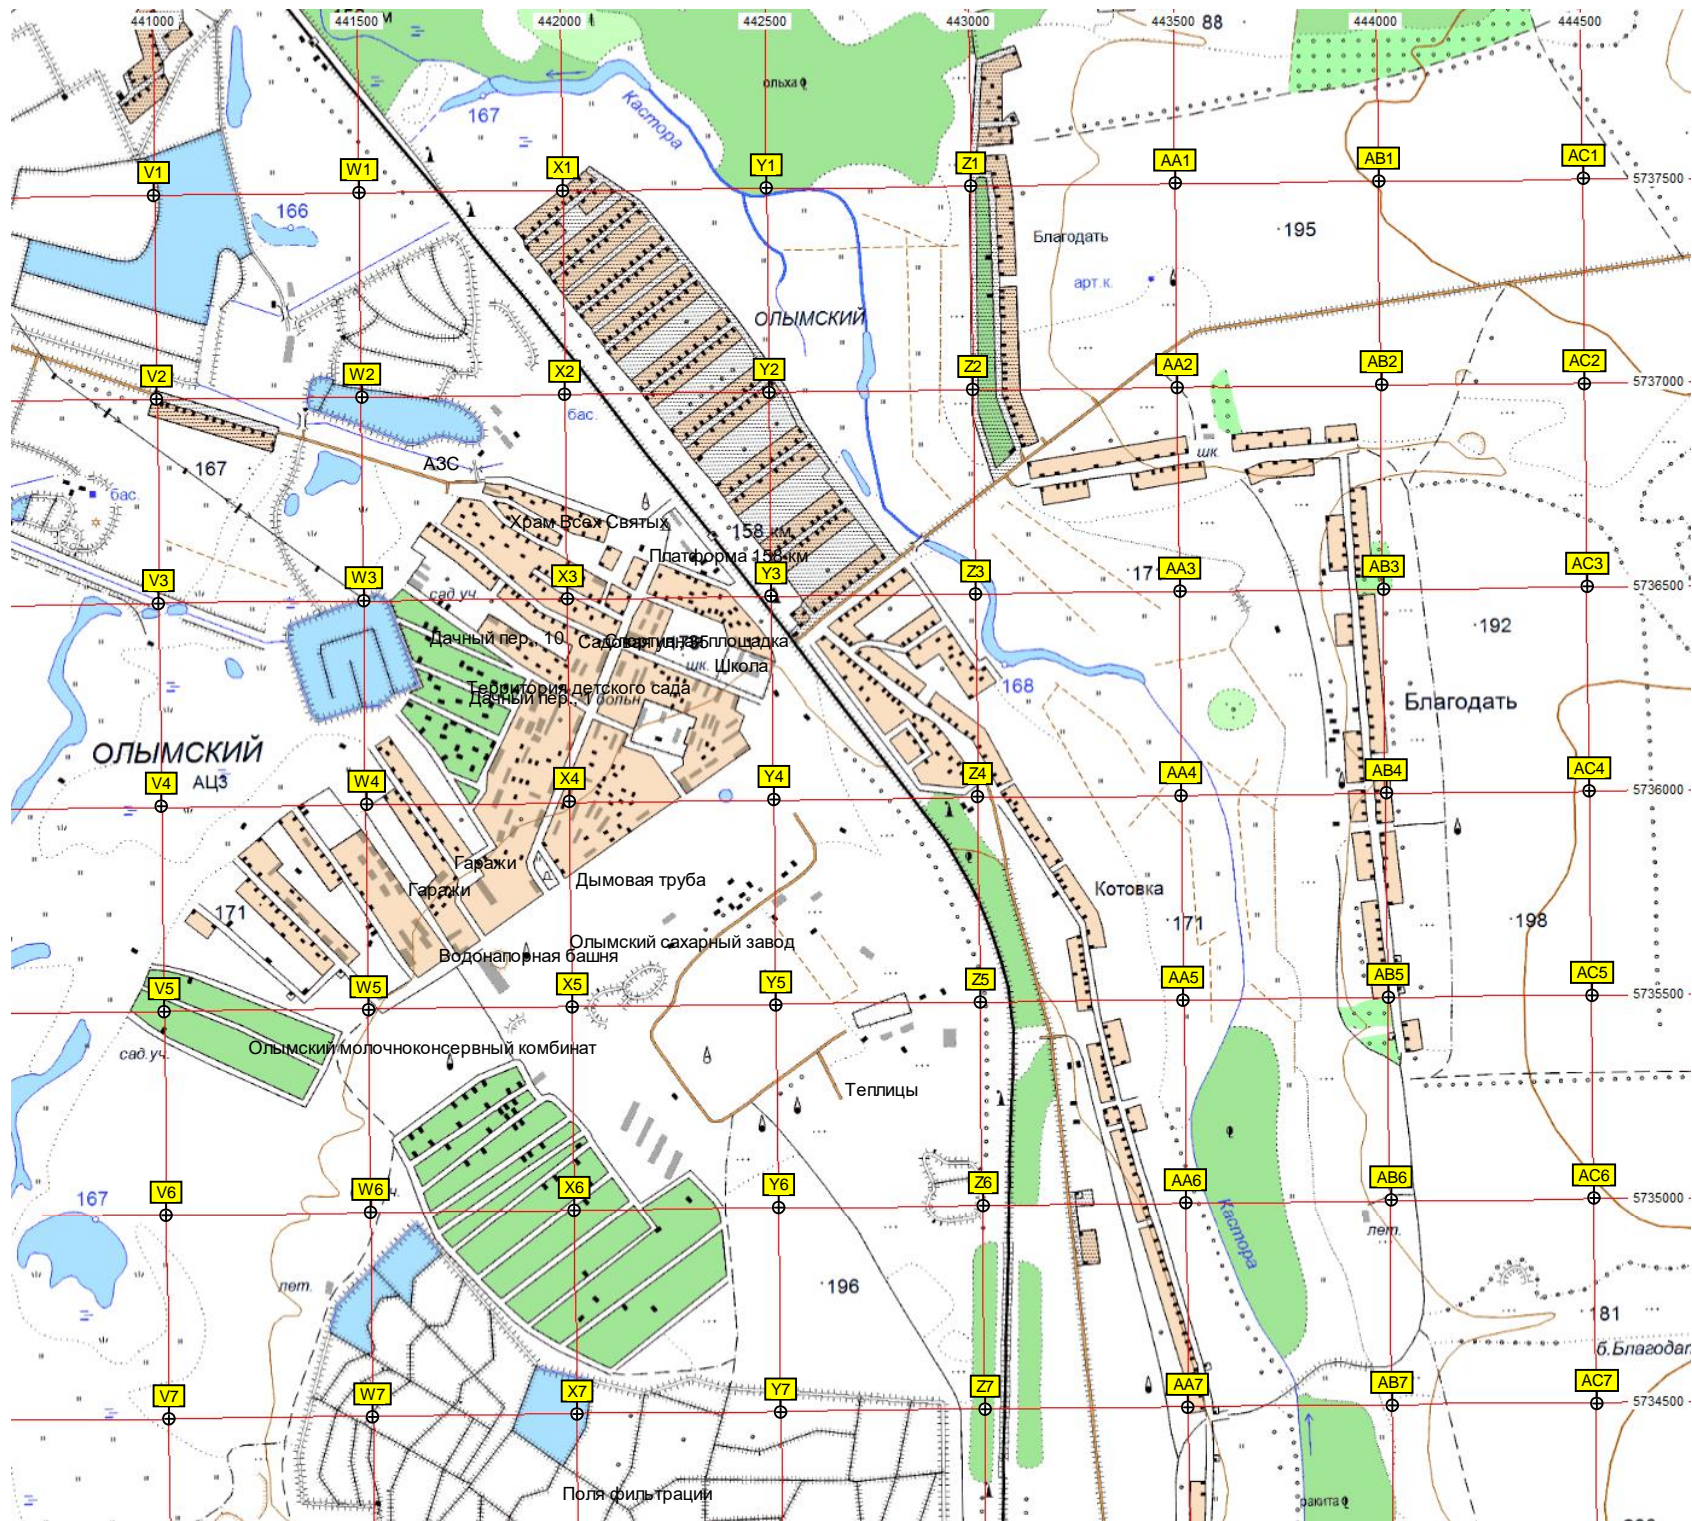 441000 441500 442000 442500 443000 443500 444000 444500
88
ольха
Кастора
167
V1 W1 X1 Y1 Z1 AA1 AB1 AC1
5737500
166
Благодать
195
арт.к.
ОЛЫМСКИЙ
V2 W2 X2 Y2 Z2 AA2 AB2 AC2
5737000
бас.
АЗС
шк.
167
бас.
Храм Всех Святых
158 км
Платформа 158 км
V3 W3 X3 Y3 Z3 AA3 AB3 AC3
5736500
сад.уч.
192
Дачный пер., 10
Школа
шк.
Территория детского сада
Дачный пер., 1
больн
168
Благодать
ОЛЫМСКИЙ
АЦЗ
V4 W4 X4 Y4 Z4 AA4 AB4 AC4
5736000
Гаражи
Гаражи
Дымовая труба
Котовка
171
171
198
Олымский сахарный завод
Водонапорная башня
V5 W5 X5 Y5 Z5 AA5 AB5 AC5
5735500
сад.уч.
Олымский молочноконсервный комбинат
Теплицы
V6 W6 X6 Y6 Z6 AA6 AB6 AC6
5735000
167
Кастора
лет.
лет.
196
181
б.Благодат
V7 W7 X7 Y7 Z7 AA7 AB7 AC7
5734500
Поля фильтрации
ракита